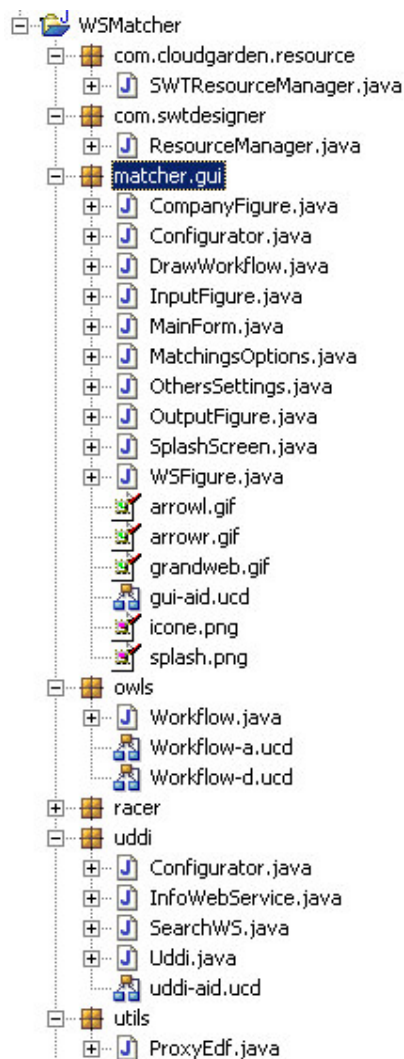 WSMatcher
com.cloudgarden.resource
SWTResourceManager.java
com.swtdesigner
ResourceManager.java
matcher.gui
CompanyFigure.java
Configurator.java
DrawWorkflow.java
InputFigure.java
MainForm.java
MatchingsOptions.java
OthersSettings.java
OutputFigure.java
SplashScreen.java
WSFigure.java
arrowl.gif
arrowr.gif
grandweb.gif
gui-aid.ucd
icone.png
splash.png
owls
Workflow.java
Workflow-a.ucd
Workflow-d.ucd
racer
uddi
Configurator.java
InfoWebService.java
SearchWS.java
Uddi.java
uddi-aid.ucd
utils
ProxyEdf.java